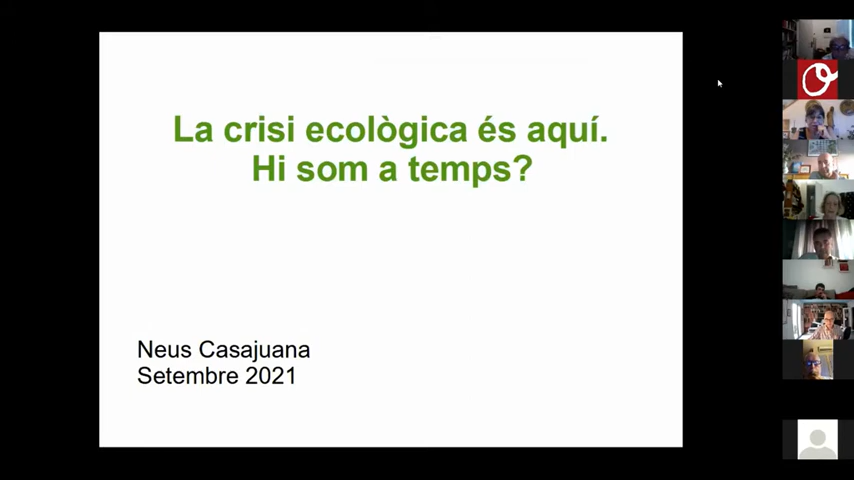 La crisi ecològica és aquí.
Hi som a temps?
Neus Casajuana
Setembre 2021